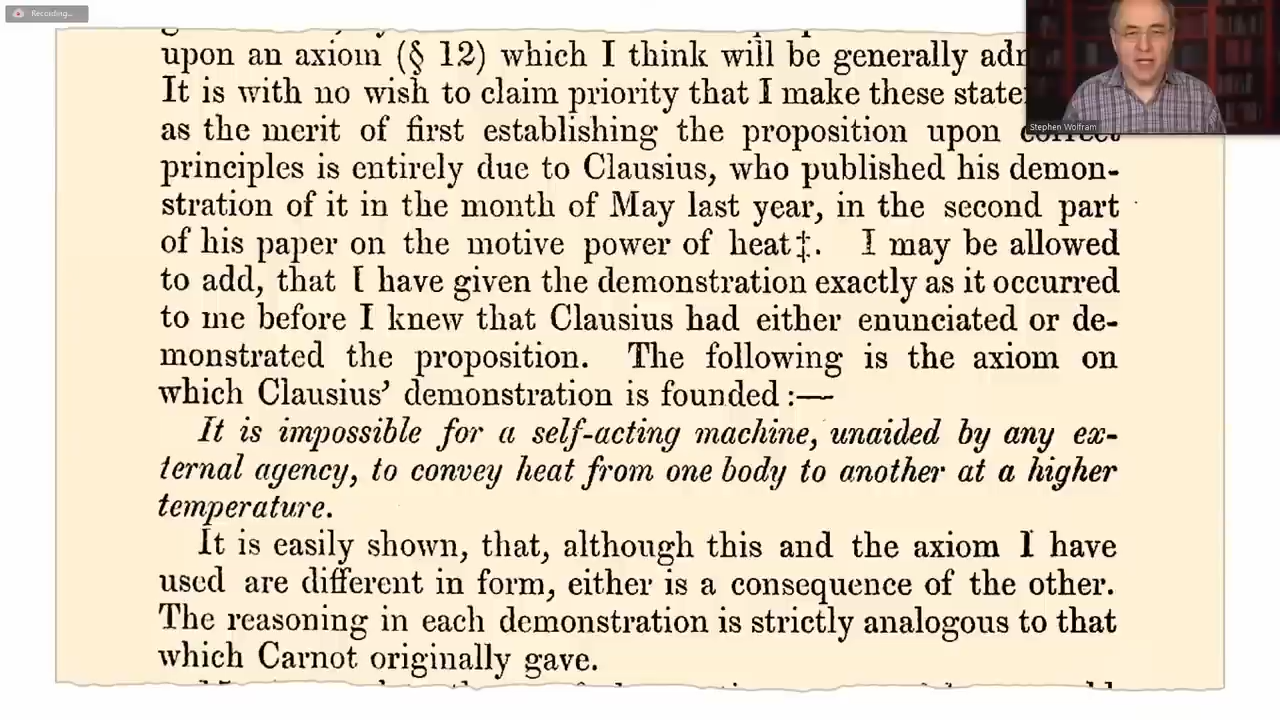 Recording...
upon an axiom (§ 12) which I think will be generally
It is with no wish to claim priority that I make these
Stephen Wolfram
as the merit of first establishing the proposition upon
principles is entirely due to Clausius, who published his demon-
stration of it in the month of May last year, in the second part
of his paper on the motive power of heat‡. I may be allowed
to add, that I have given the demonstration exactly as it occurred
to me before I knew that Clausius had either enunciated or de-
monstrated the proposition. The following is the axiom on
which Clausius’ demonstration is founded :—
It is impossible for a self-acting machine, unaided by any ex-
ternal agency, to convey heat from one body to another at a higher
temperature.
It is easily shown, that, although this and the axiom I have
used are different in form, either is a consequence of the other.
The reasoning in each demonstration is strictly analogous to that
which Carnot originally gave.